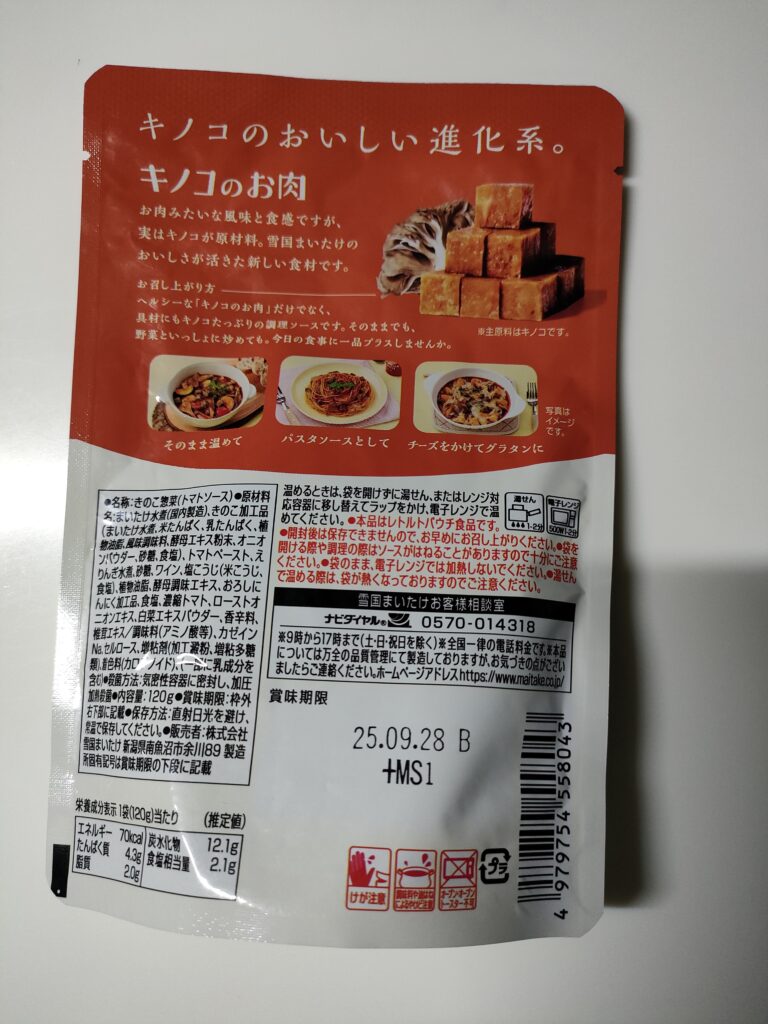 キノコのおいしい進化系。
キノコのお肉
お肉みたいな風味と食感ですが、
実はキノコが原材料。雪国まいたけの
おいしさが活きた新しい食材です。
お召し上がり方
ヘルシーな「キノコのお肉」だけでなく、
具材にもキノコたっぷりの調理ソースです。そのままでも、
野菜といっしょに炒めても。今日の食事に一品プラスしませんか。
※主原料はキノコです。
そのまま温めて
パスタソースとして
チーズをかけてグラタンに
写真は
イメージ
です。
●名称:きのこ惣菜(トマトソース)●原材料
名:まいたけ水煮(国内製造)、きのこ加工品
(まいたけ水煮、米たんぱく、乳たんぱく、植
物油脂、風味調料、酵母エキス粉末、オニオ
ンパウダー、砂糖、食塩)、トマトペースト、え
りんぎ水煮、砂糖、ワイン、塩こうじ(米こうじ、
食塩)、植物油脂、酵母調味エキス、おろしに
んにく加工品、食塩、濃縮トマト、ローストオ
ニオンエキス、白菜エキスパウダー、香辛料、
椎茸エキス/調味料(アミノ酸等)、カゼイン
Na、セルロース、増粘剤(加工澱粉、増粘多糖
類)、着色料(カロチノイド)、(一部に乳成分を
含む)●殺菌方法:気密性容器に密封し、加圧
加熱殺菌●内容量:120g●賞味期限:枠外
右下部に記載●保存方法:直射日光を避け、
常温で保存してください。●販売者:株式会社
雪国まいたけ 新潟県南魚沼市余川89 製造
所固有記号は賞味期限の下段に記載
温めるときは、袋を開けずに湯せん、またはレンジ対
応容器に移し替えてラップをかけ、電子レンジで温
めてください。●本品はレトルトパウチ食品です。
●開封後は保存できませんので、お早めにお召し上がりください。●袋を
開ける際や調理の際はソースがはねることがありますので十分にご注意
ください。●袋のまま、電子レンジでは加熱しないでください。●湯せん
で温める際は、袋が熱くなっておりますのでご注意ください。
湯せん
1-2分
電子レンジ
500W 1-2分
雪国まいたけお客様相談室
ナビダイヤル® 0570-014318
※9時から17時まで(土・日・祝日を除く)※全国一律の電話料金です。※本品
については万全の品質管理にて製造しておりますが、お気づきの点がござい
ましたらご連絡ください。ホームページアドレスhttps://www.maitake.co.jp/
賞味期限
25.09.28 B
+MS1
栄養成分表示 1袋(120g)当たり (推定値)
エネルギー 70kcal 炭水化物 12.1g
たんぱく質 4.3g 食塩相当量 2.1g
脂質 2.0g
けが注意
オーブン・オーブン
トースター不可
プラ
4 979754 558043